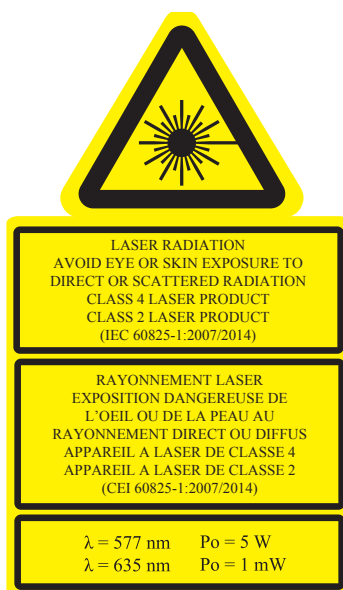 LASER RADIATION
AVOID EYE OR SKIN EXPOSURE TO
DIRECT OR SCATTERED RADIATION
CLASS 4 LASER PRODUCT
CLASS 2 LASER PRODUCT
(IEC 60825-1:2007/2014)
RAYONNEMENT LASER
EXPOSITION DANGEREUSE DE
L'OEIL OU DE LA PEAU AU
RAYONNEMENT DIRECT OU DIFFUS
APPAREIL A LASER DE CLASSE 4
APPAREIL A LASER DE CLASSE 2
(CEI 60825-1:2007/2014)
λ = 577 nm Po = 5 W
λ = 635 nm Po = 1 mW